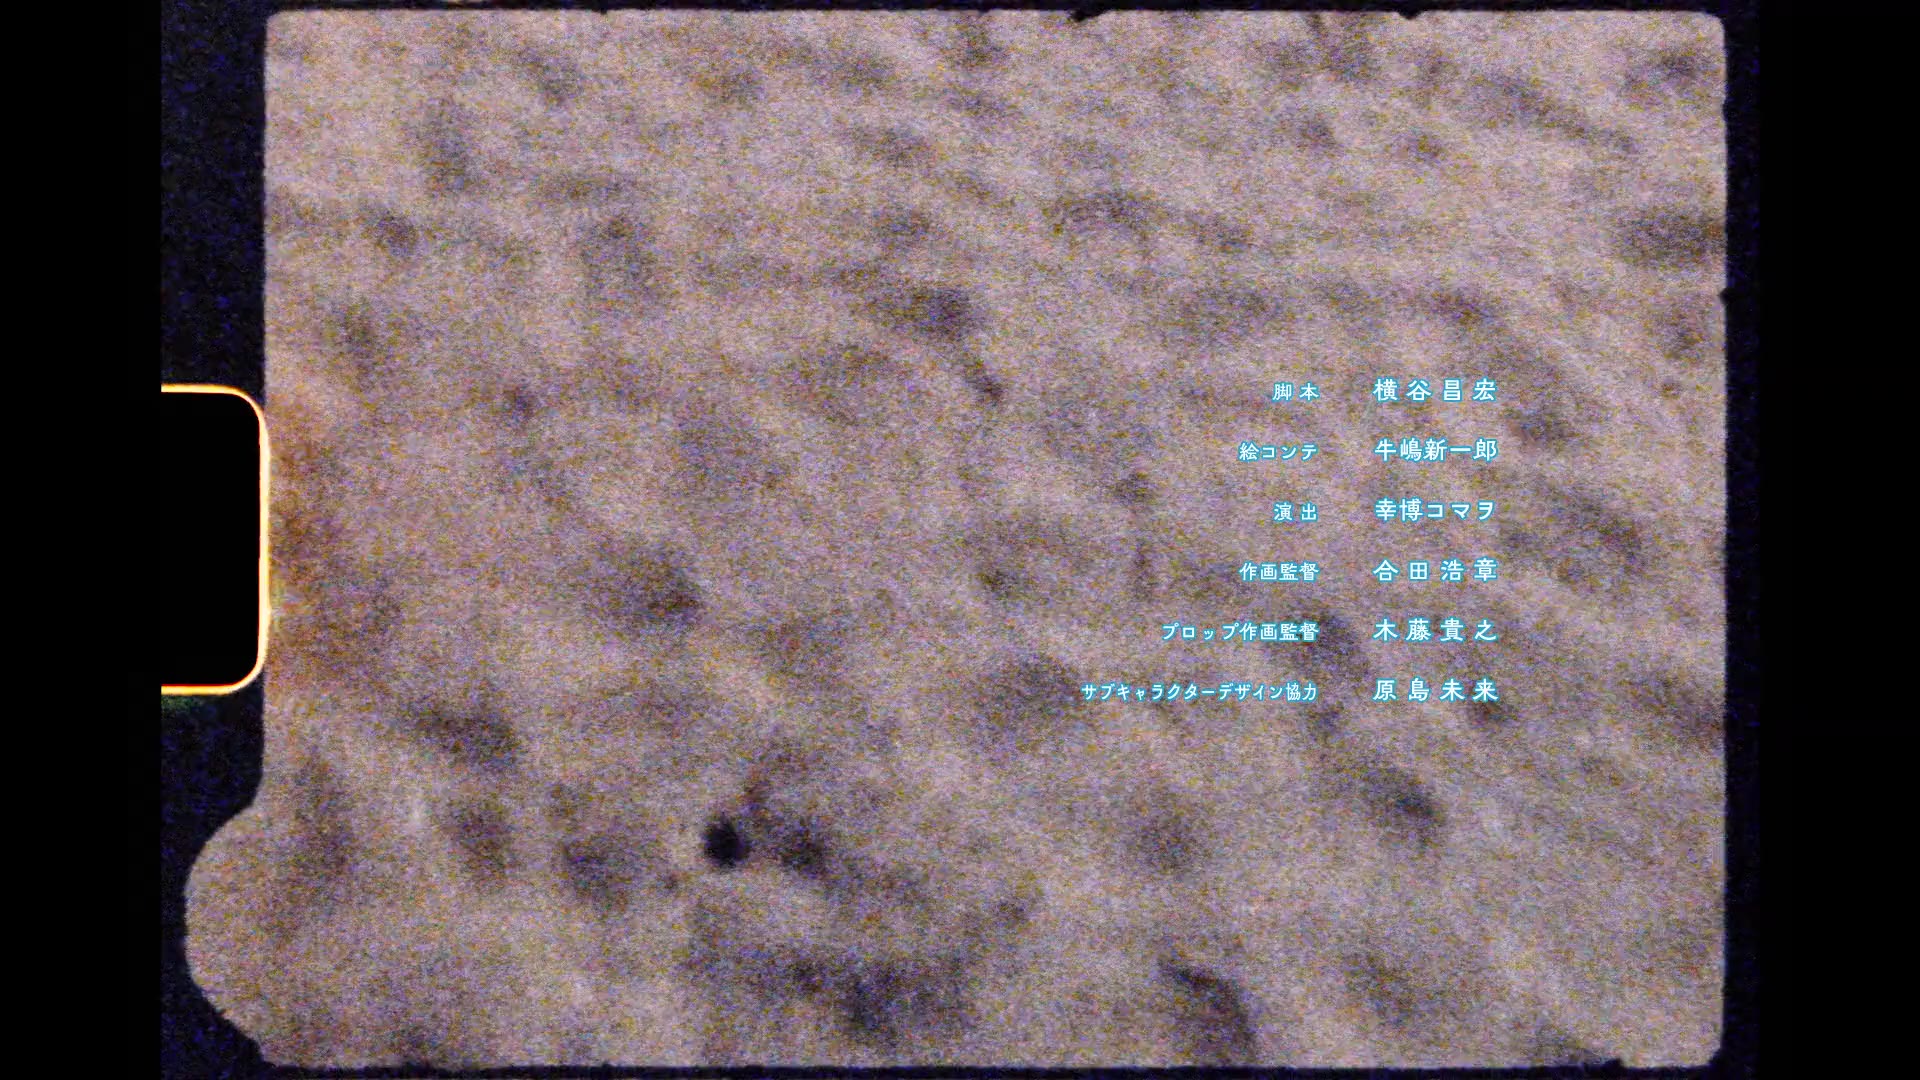 脚本 横谷昌宏
絵コンテ 牛嶋新一郎
演出 幸博コマヲ
作画監督 合田浩章
プロップ作画監督 木藤貴之
サブキャラクターデザイン協力 原島未来